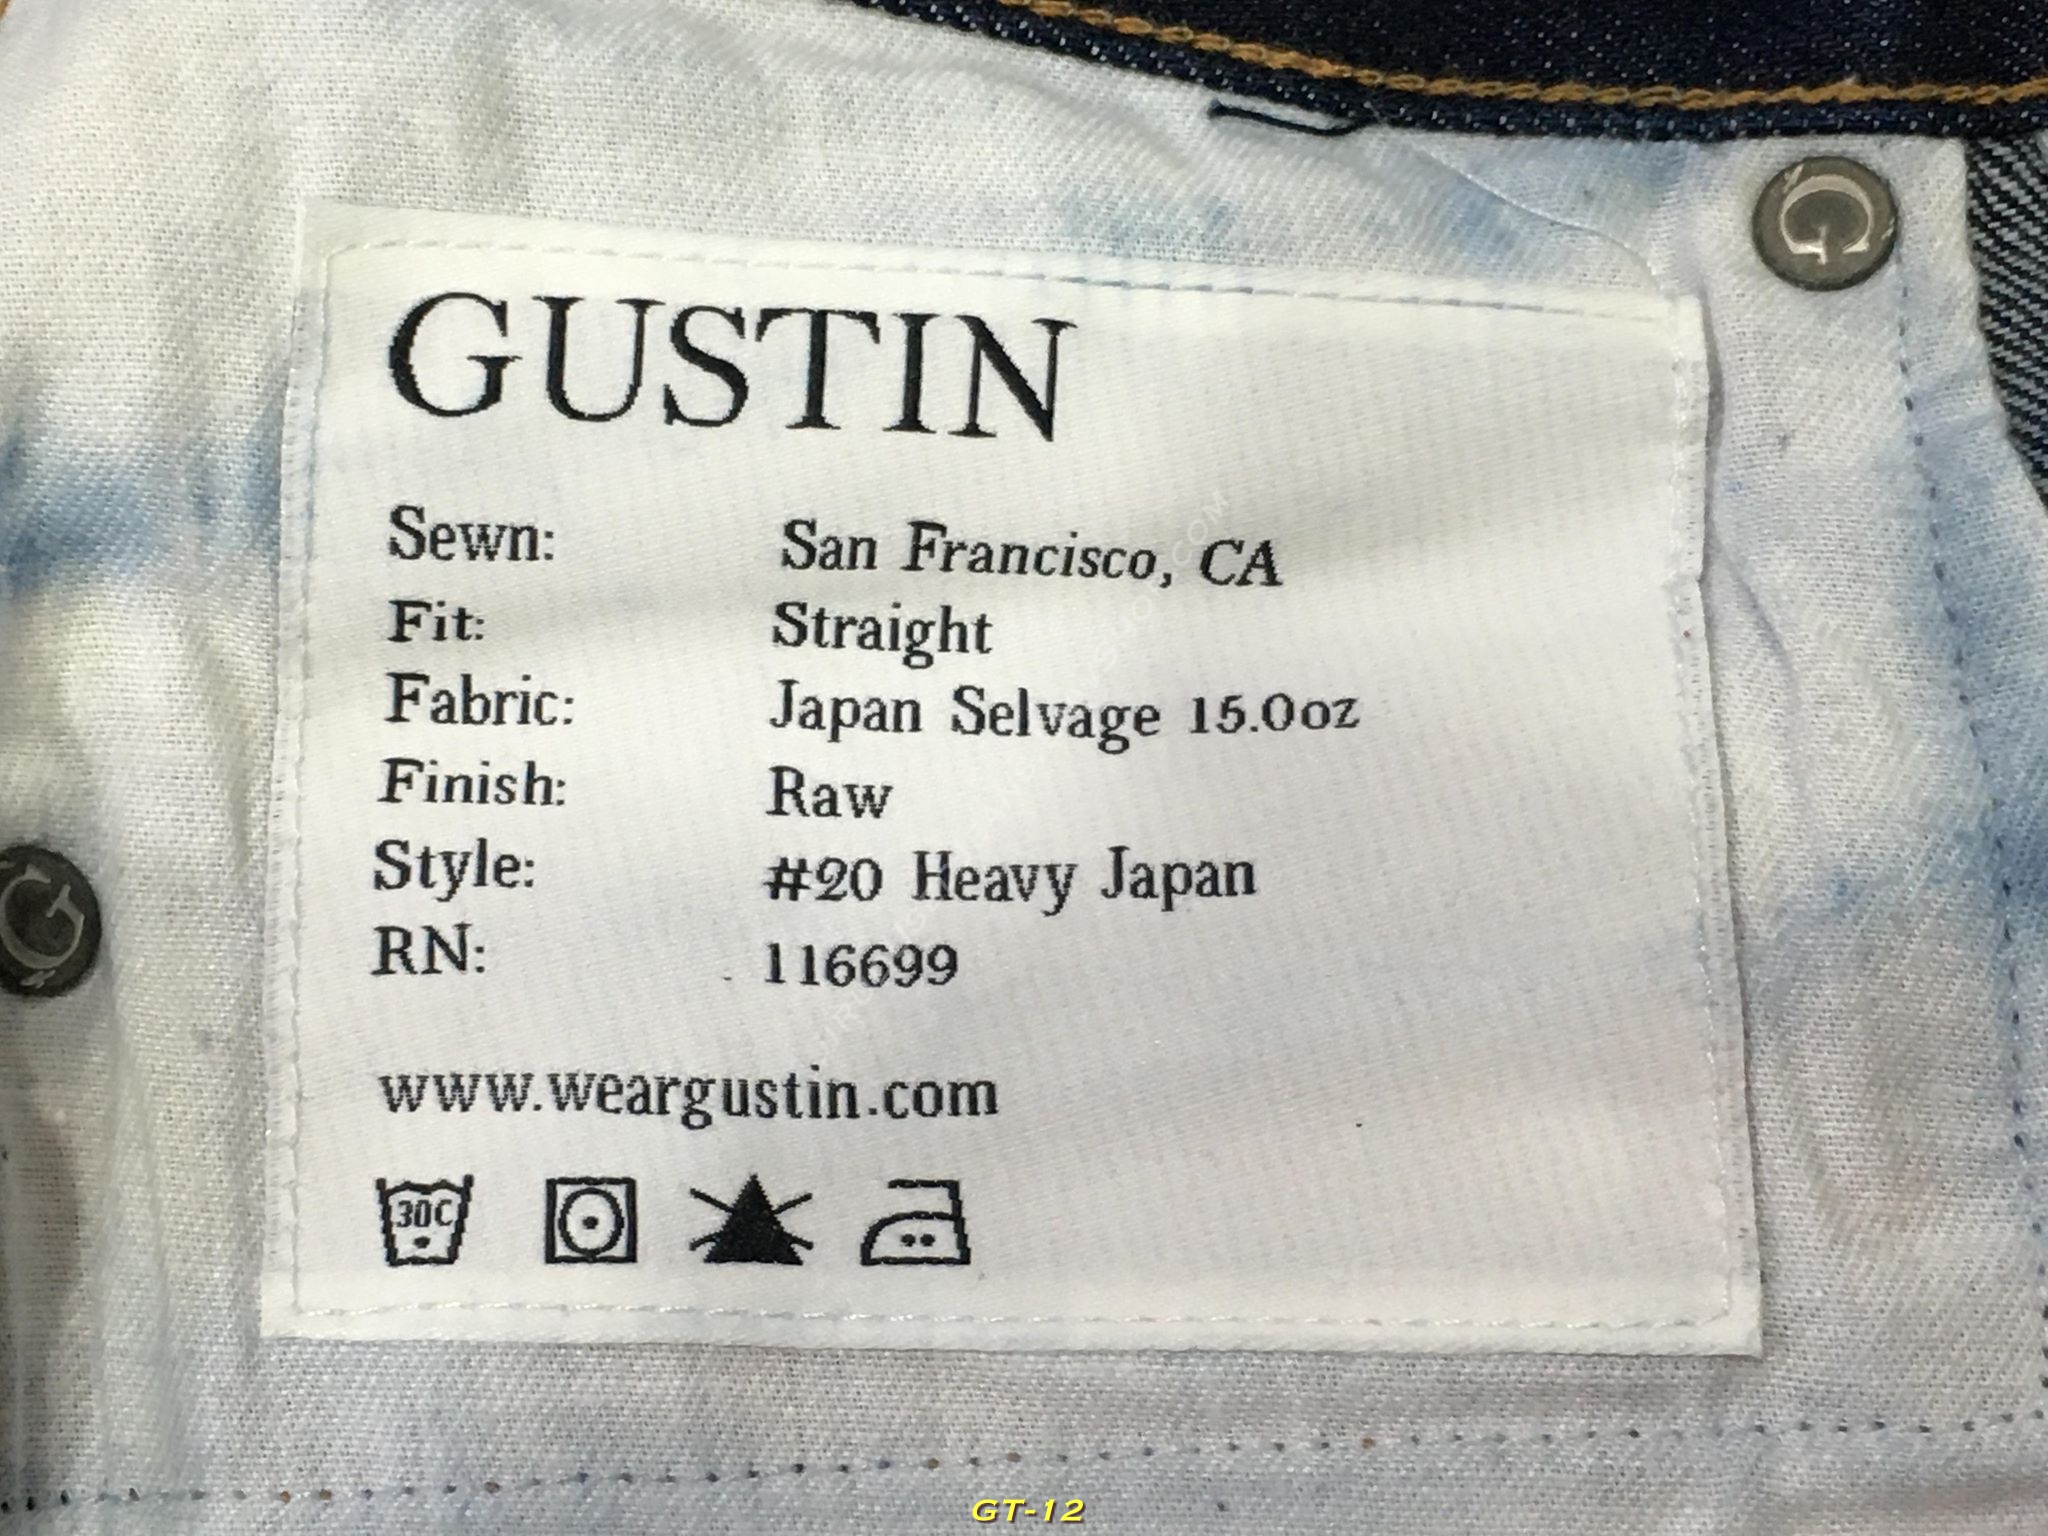 G
GUSTIN
Sewn: San Francisco, CA
Fit: Straight
Fabric: Japan Selvage 15.0oz
Finish: Raw
Style: #20 Heavy Japan
G
RN: 116699
www.weargustin.com
30C
GT-12